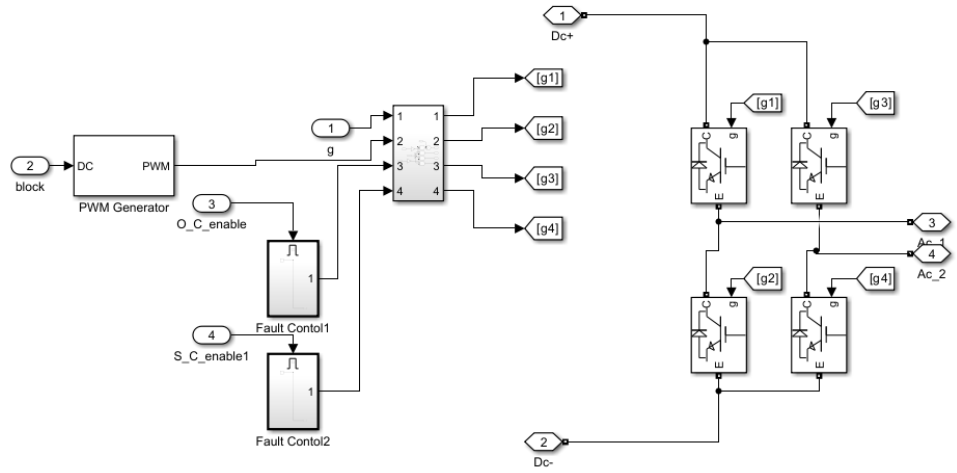 1
Dc+
[g1]
[g1]
[g3]
1
g
1
2
3
4
1
2
3
4
[g2]
C
g
E
C
g
E
2
block
DC
PWM
PWM Generator
[g3]
3
O_C_enable
[g4]
3
Ac_1
4
Ac_2
1
Fault Contol1
[g2]
[g4]
C
g
E
C
g
E
4
S_C_enable1
1
Fault Contol2
2
Dc-